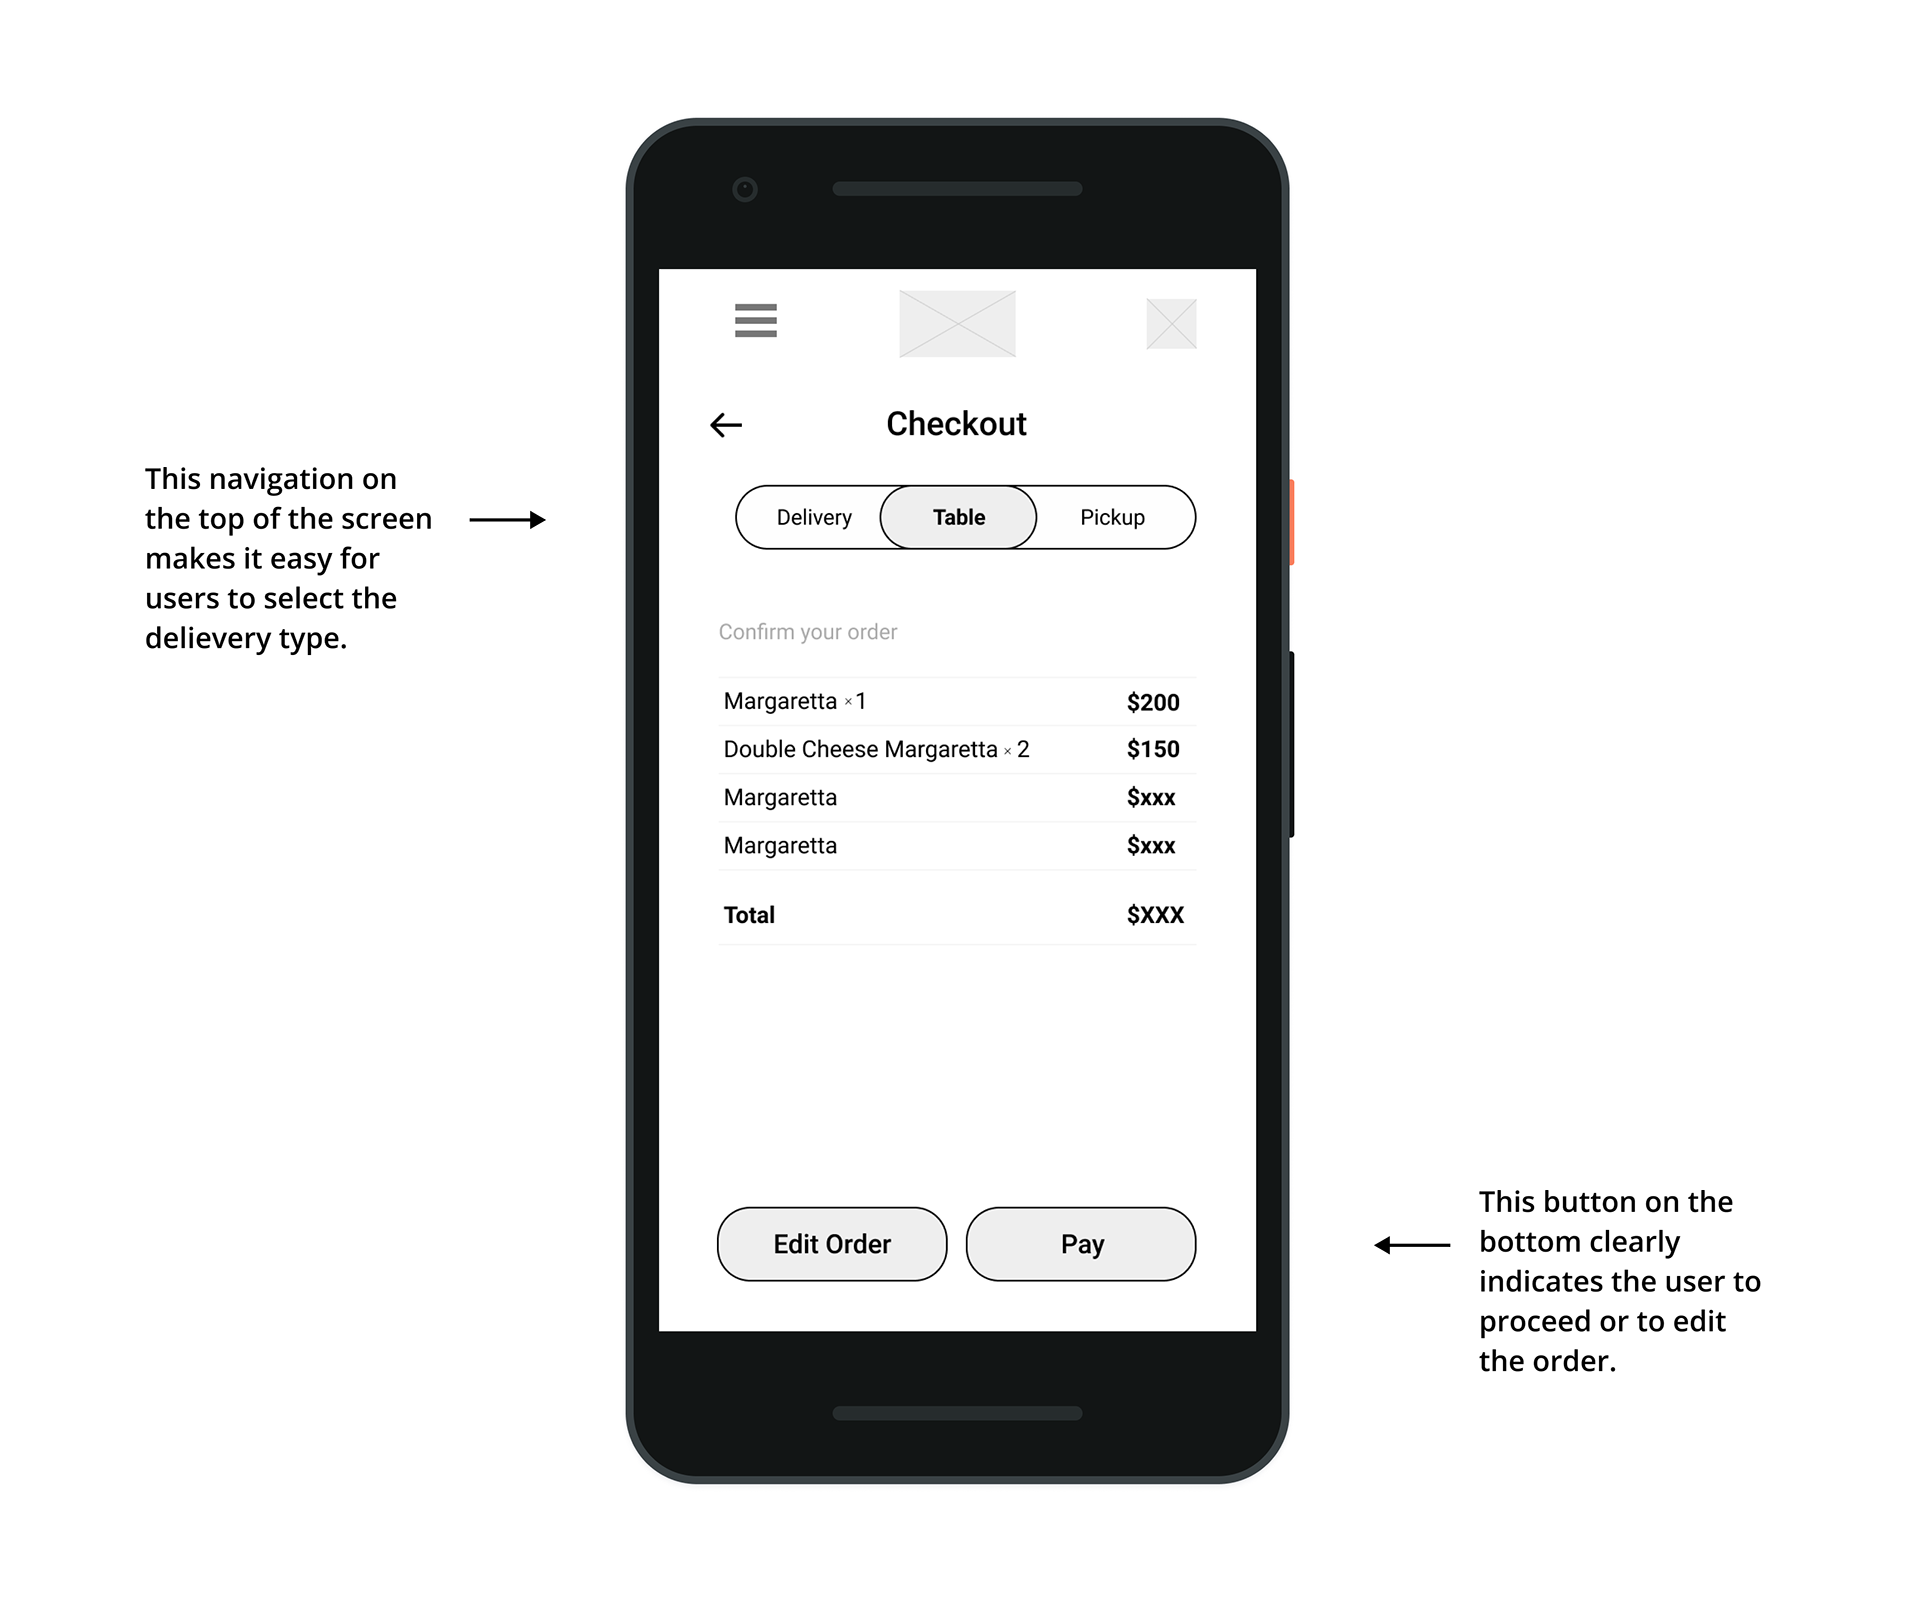 Checkout
This navigation on
the top of the screen
makes it easy for
users to select the
delievery type.
Delivery Table Pickup
Confirm your order
Margaretta ×1 $200
Double Cheese Margaretta × 2 $150
Margaretta $xxx
Margaretta $xxx
Total $XXX
Edit Order Pay
This button on the
bottom clearly
indicates the user to
proceed or to edit
the order.